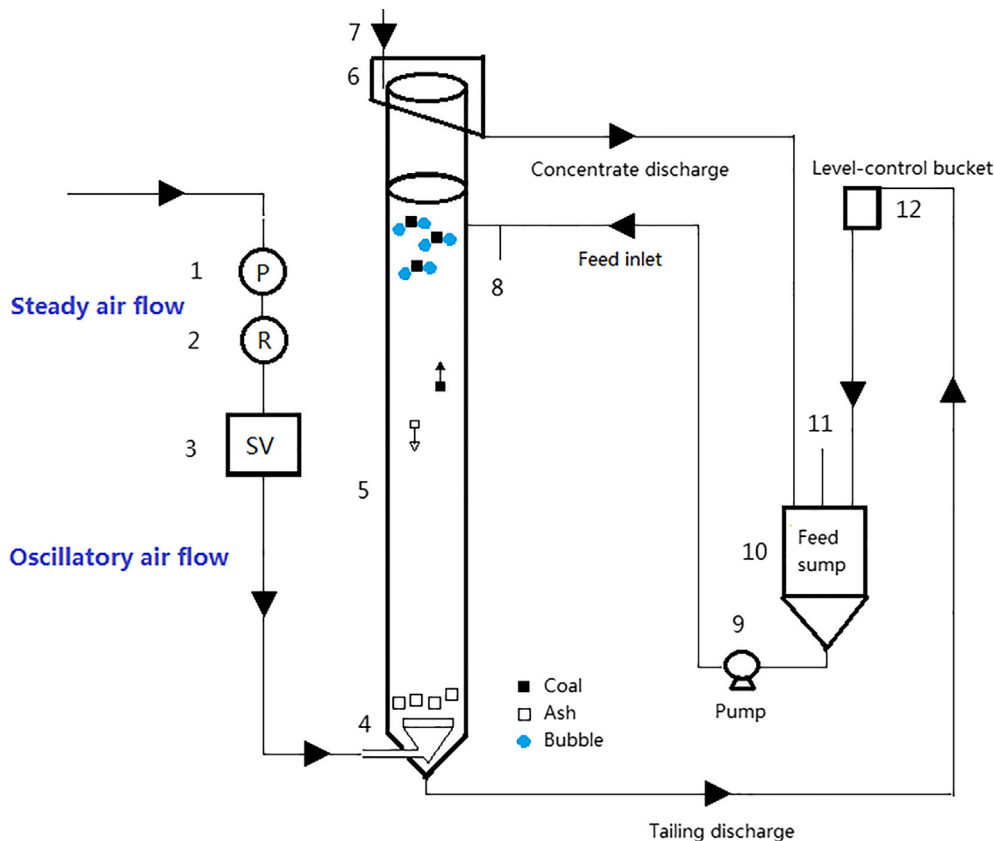 7
6
Concentrate discharge
Level-control bucket
12
1
P
Feed inlet
8
Steady air flow
2
R
3
SV
11
5
Oscillatory air flow
10
Feed
sump
9
Pump
4
Coal
Ash
Bubble
Tailing discharge